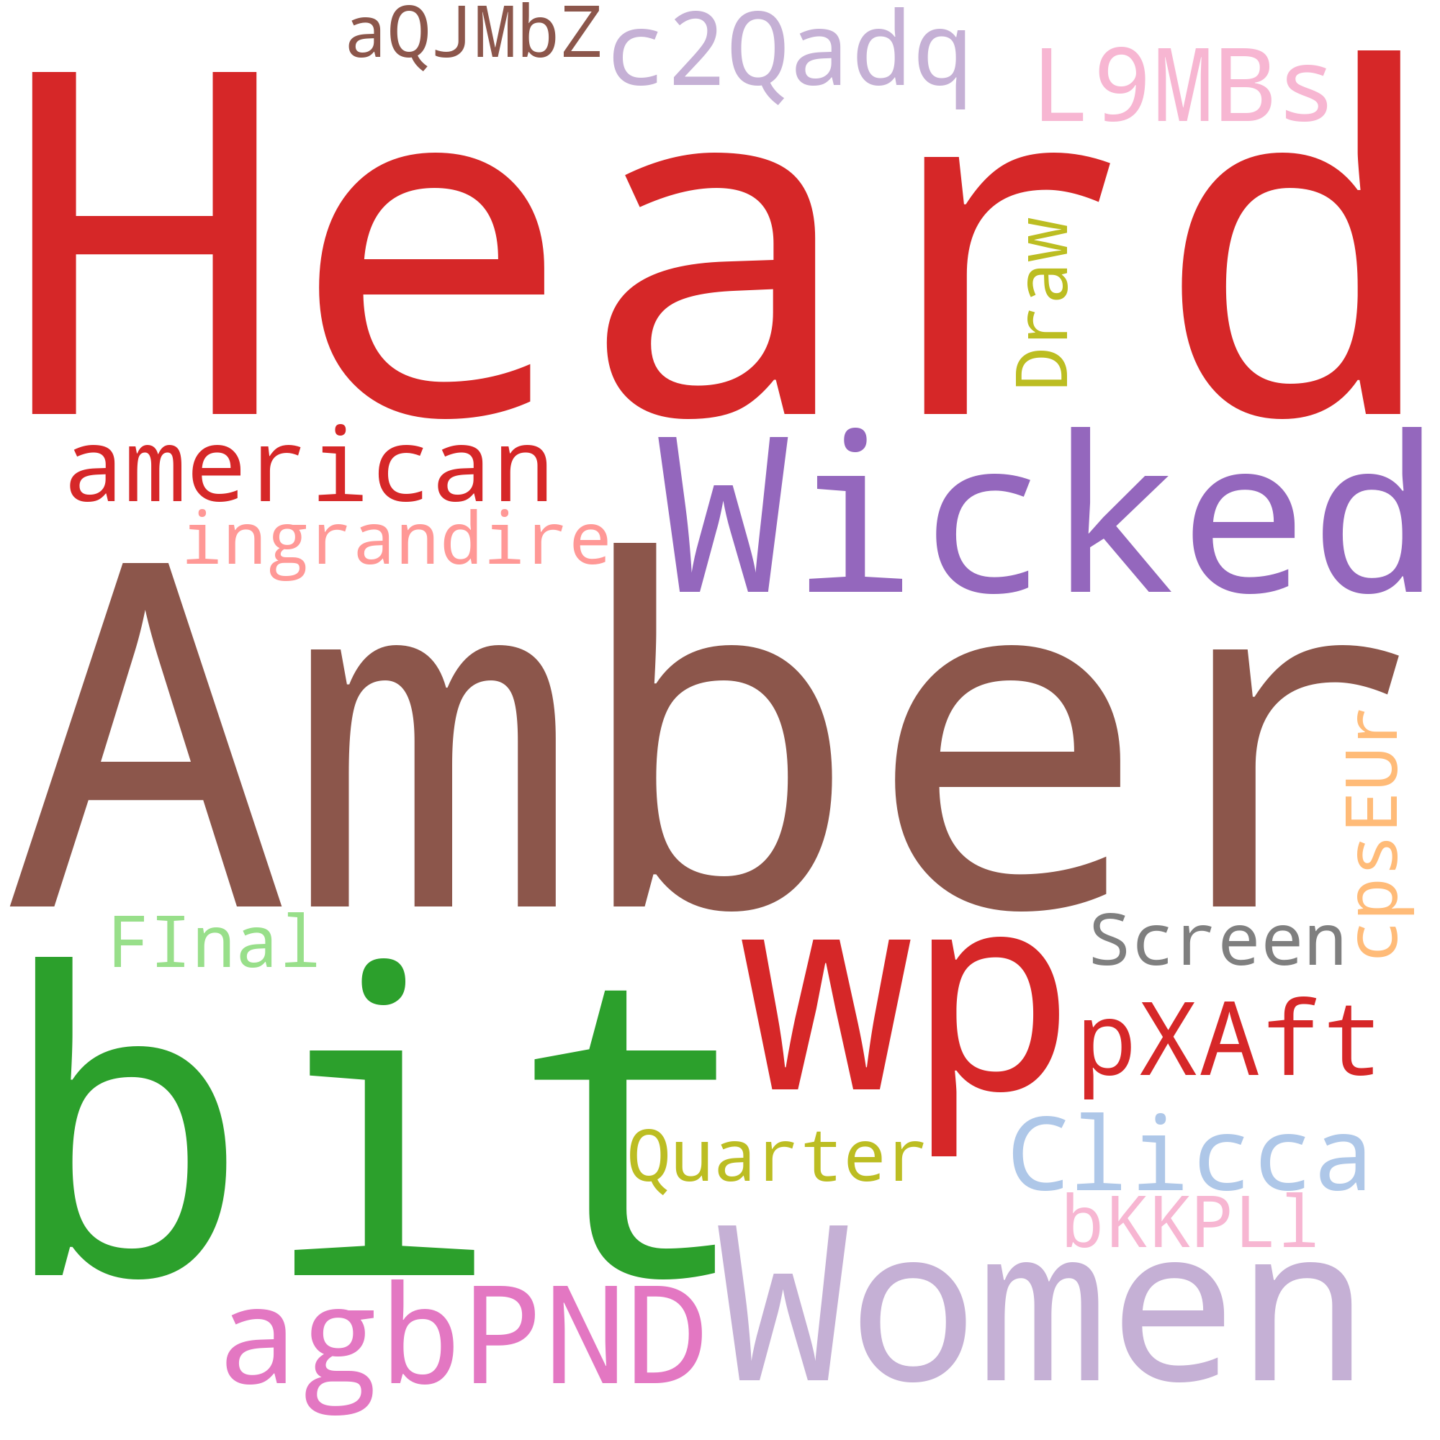 aQJMbZ
c2Qadq
L9MBs
Heard
Draw
american
Wicked
ingrandire
Amber
cpsEUr
FInal
Screen
bit
wp
pXAft
Quarter
Clicca
bKKPLl
Women
agbPND